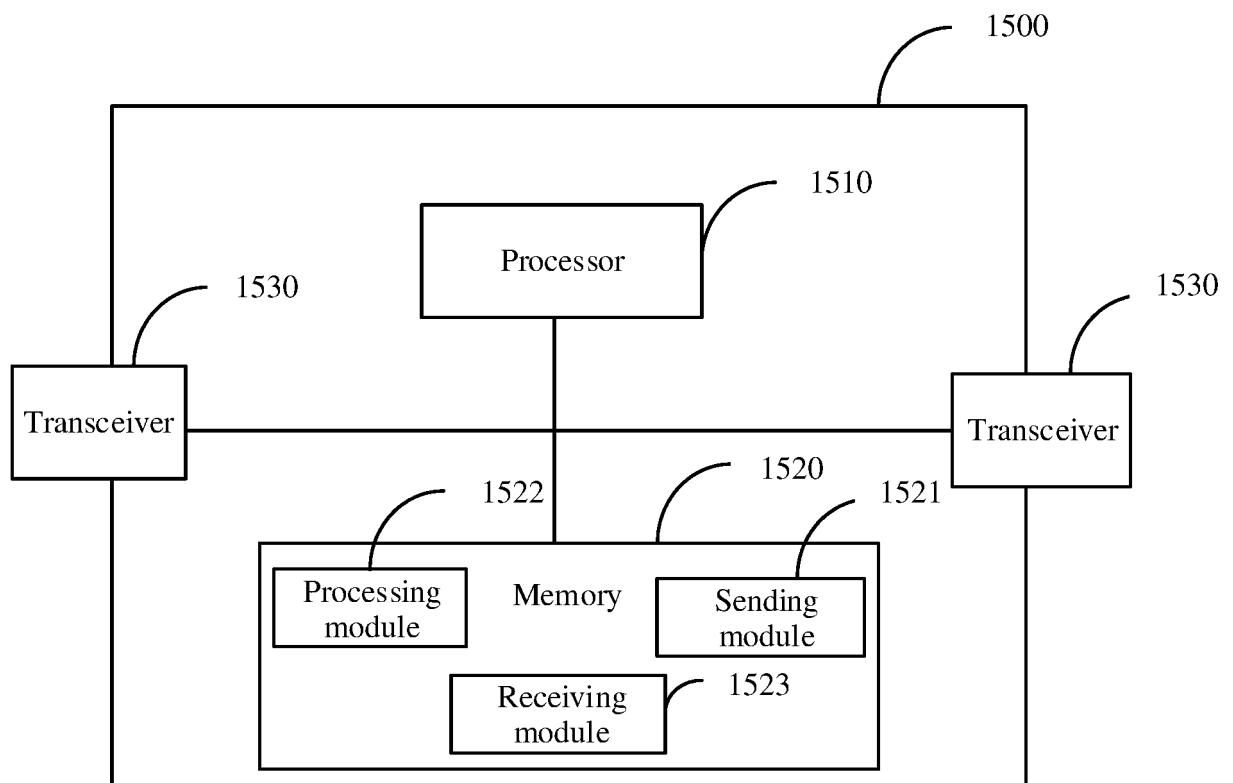 1500
1510
Processor
1530
1530
Transceiver
Transceiver
1520
1522
1521
Processing
module
Memory
Sending
module
Receiving
module
1523